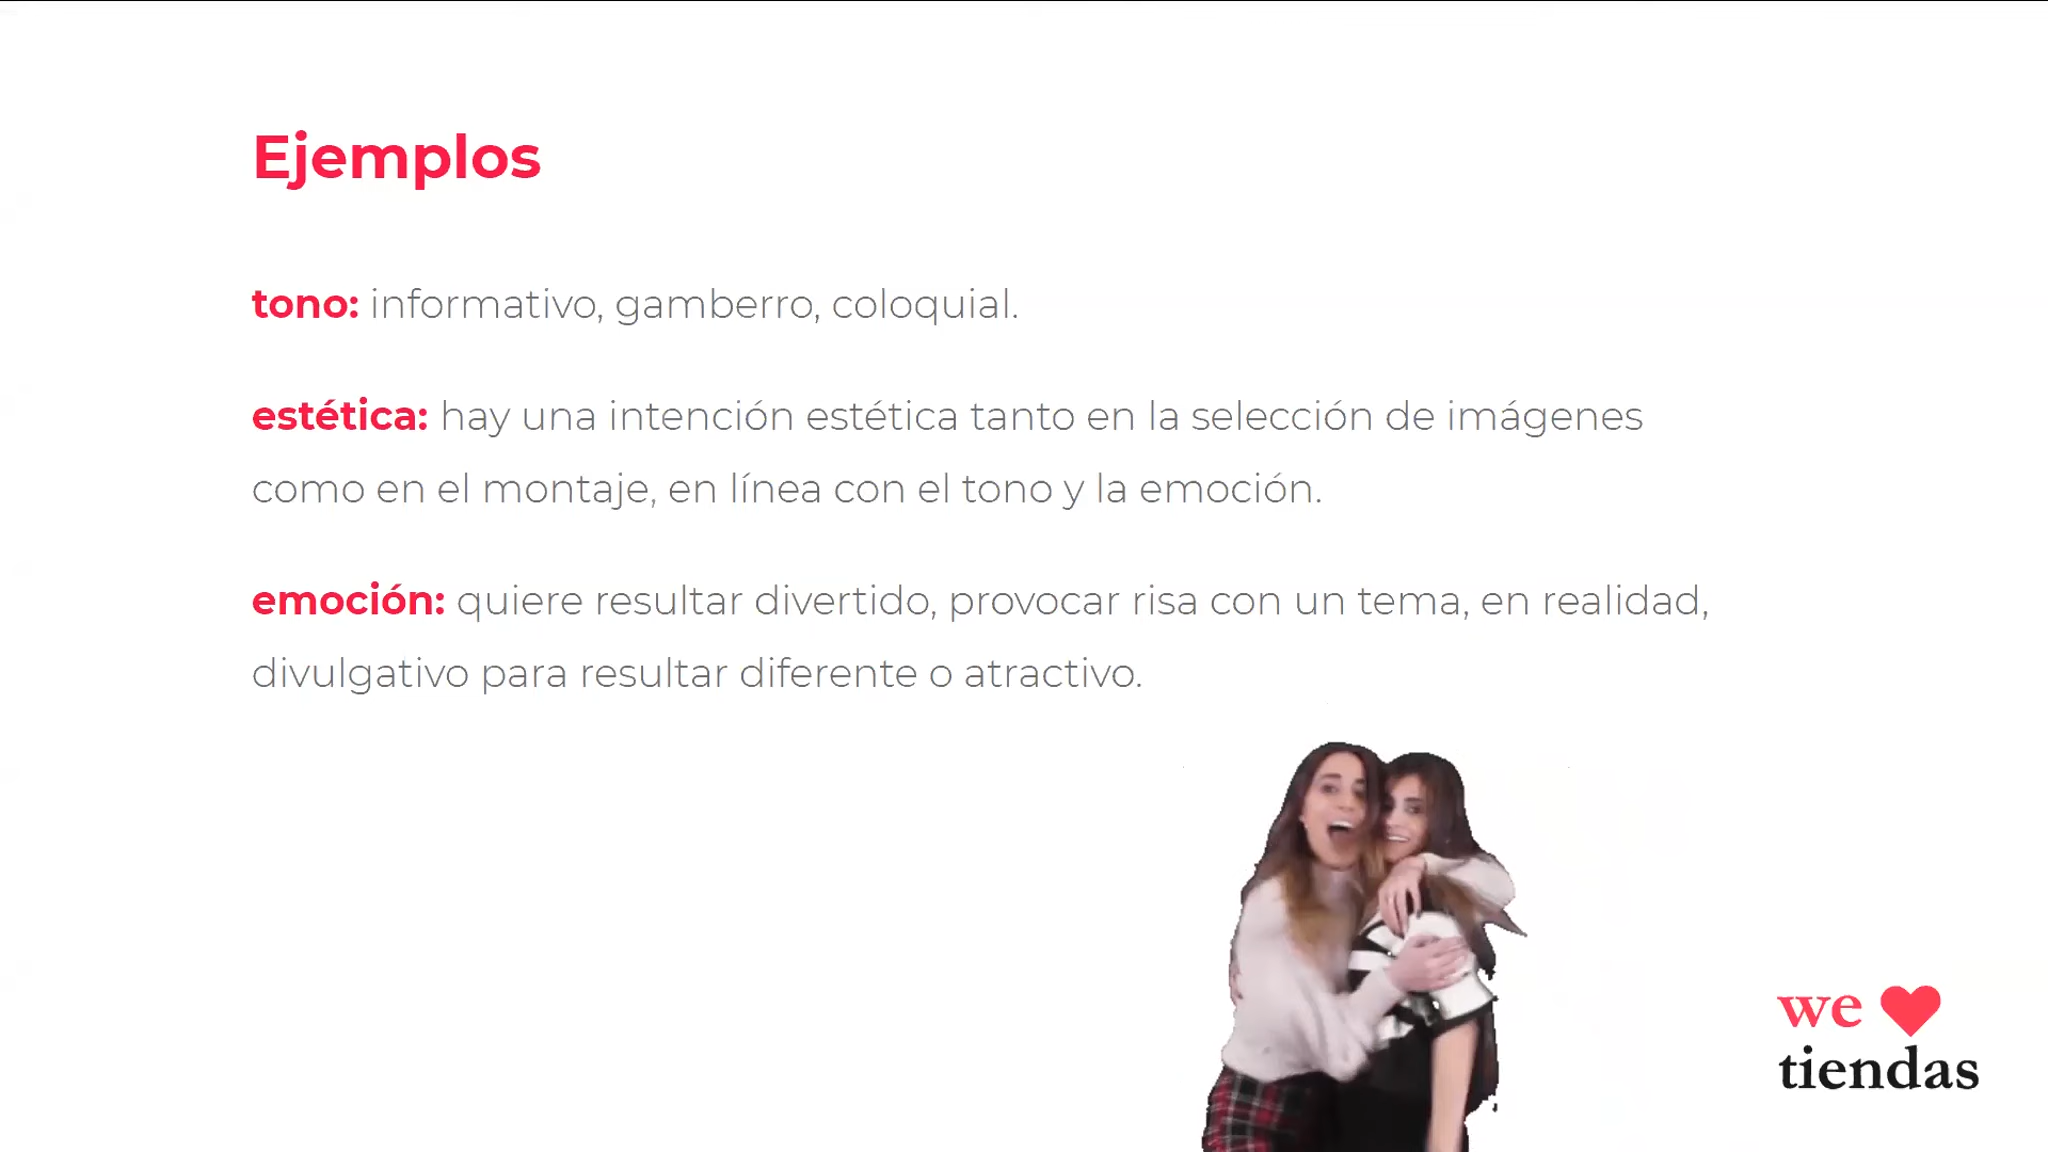 Ejemplos
tono: informativo, gamberro, coloquial.
estética: hay una intención estética tanto en la selección de imágenes
como en el montaje, en línea con el tono y la emoción.
emoción: quiere resultar divertido, provocar risa con un tema, en realidad,
divulgativo para resultar diferente o atractivo.
we
tiendas